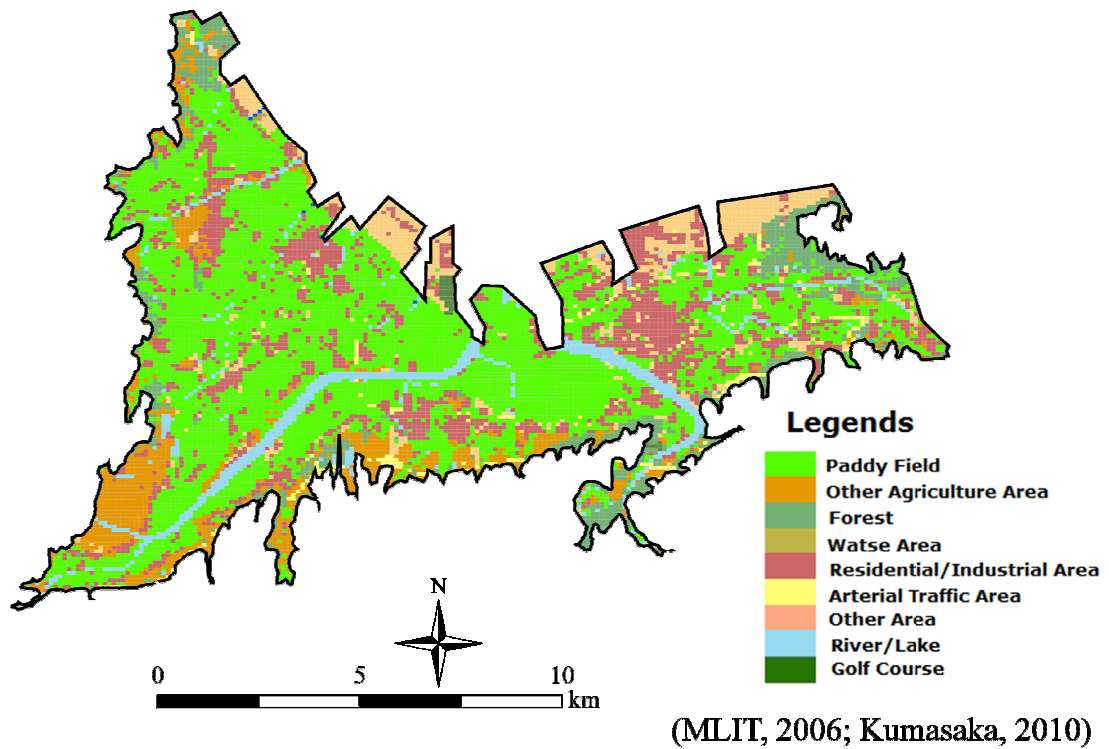 Legends
Paddy Field
Other Agriculture Area
Forest
Watse Area
Residential/Industrial Area
Arterial Traffic Area
Other Area
River/Lake
Golf Course
N
0 5 10
km
(MLIT, 2006; Kumasaka, 2010)